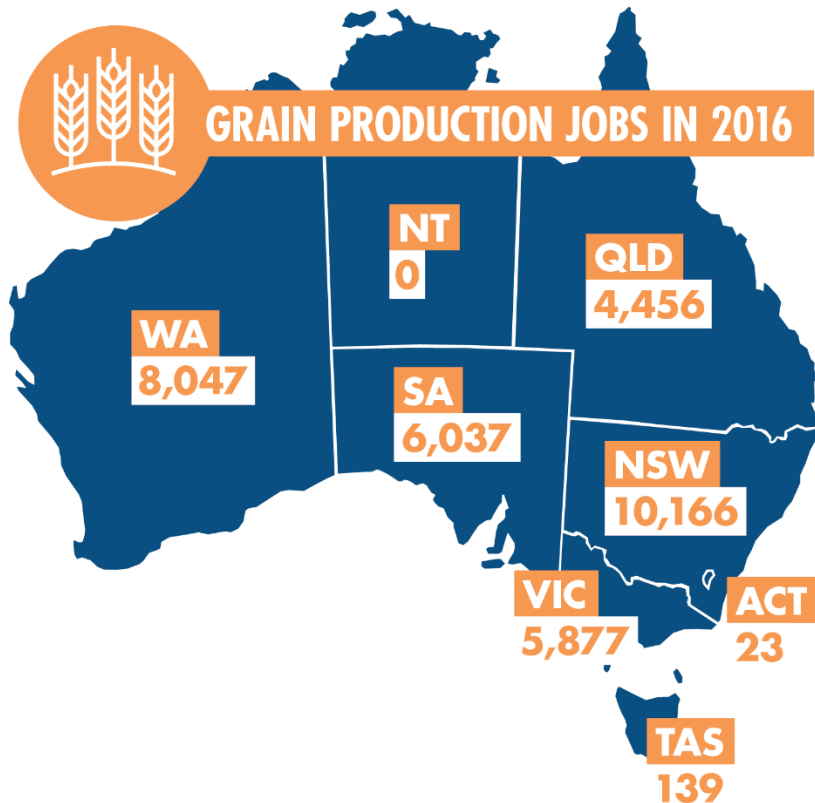 GRAIN PRODUCTION JOBS IN 2016
NT
0
QLD
4,456
WA
8,047
SA
6,037
NSW
10,166
VIC
5,877
ACT
23
TAS
139